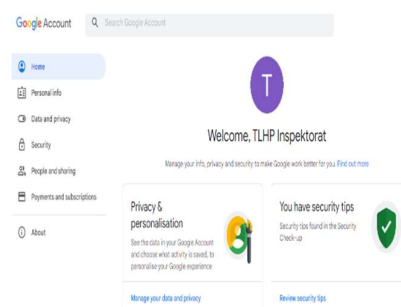 Google Account
Search Google Account
Home
Personal info
Data and privacy
Security
People and sharing
Payments and subscriptions
About
T
Welcome, TLHP Inspektorat
Manage your info, privacy and security to make Google work better for you. Find out more
Privacy &
personalisation
See the data in your Google Account
and choose what activity is saved, to
personalise your Google experience
Manage your data and privacy
You have security tips
Security tips found in the Security
Check-up
Review security tips